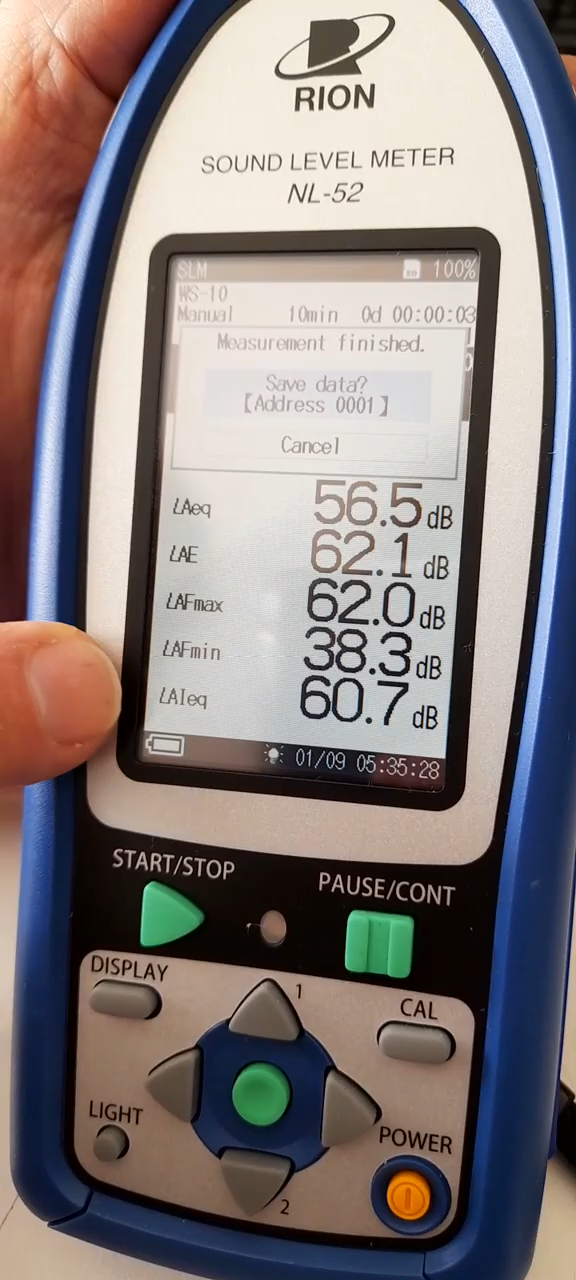 RION
SOUND LEVEL METER
NL-52
SLM 100%
WS-10
Manual 10min 0d 00:00:03
Measurement finished.
Save data?
【Address 0001】
Cancel
LAeq 56.5 dB
LAE 62.1 dB
LAFmax 62.0 dB
LAFmin 38.3 dB
LAIeq 60.7 dB
01/09 05:35:28
START/STOP
PAUSE/CONT
DISPLAY
1
CAL
LIGHT
POWER
2